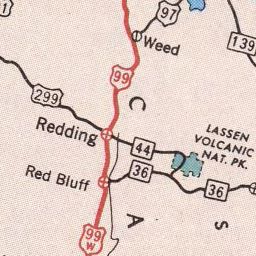 97
Weed
139
99
299
C
Redding
44
LASSEN
VOLCANIC
NAT. PK.
Red Bluff
36
36
A
S
99
W